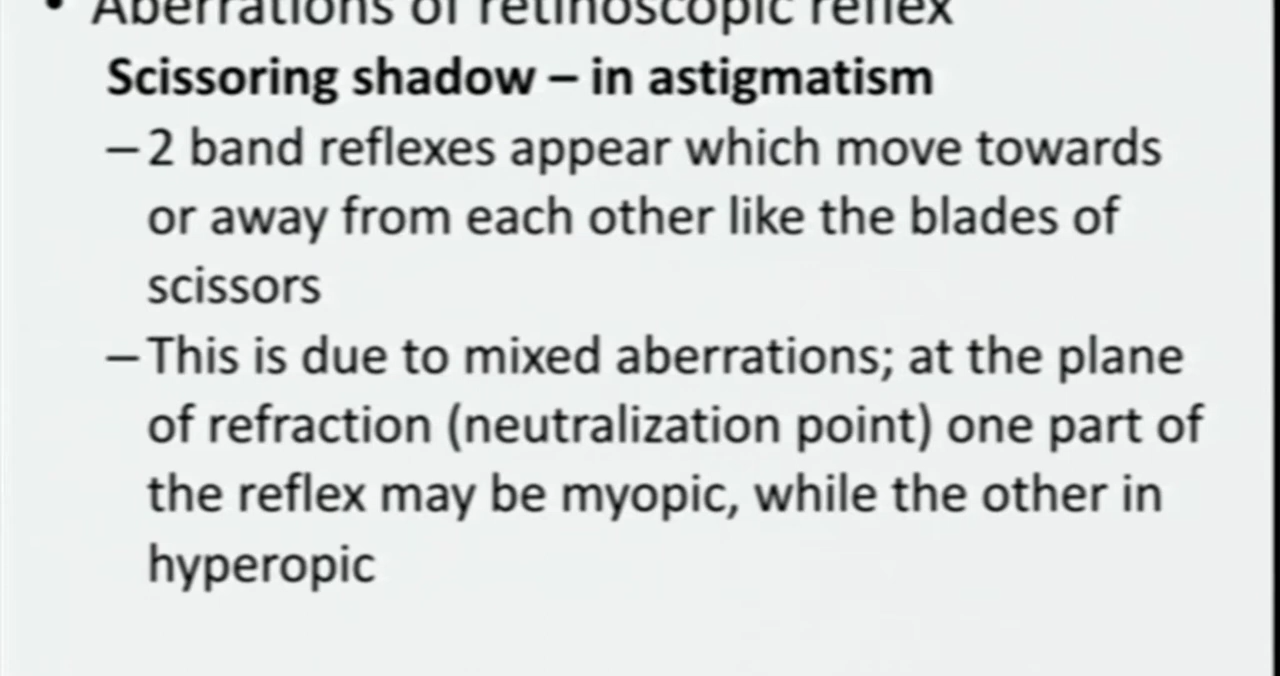 • Aberrations of retinoscopic reflex
Scissoring shadow – in astigmatism
– 2 band reflexes appear which move towards
or away from each other like the blades of
scissors
– This is due to mixed aberrations; at the plane
of refraction (neutralization point) one part of
the reflex may be myopic, while the other in
hyperopic